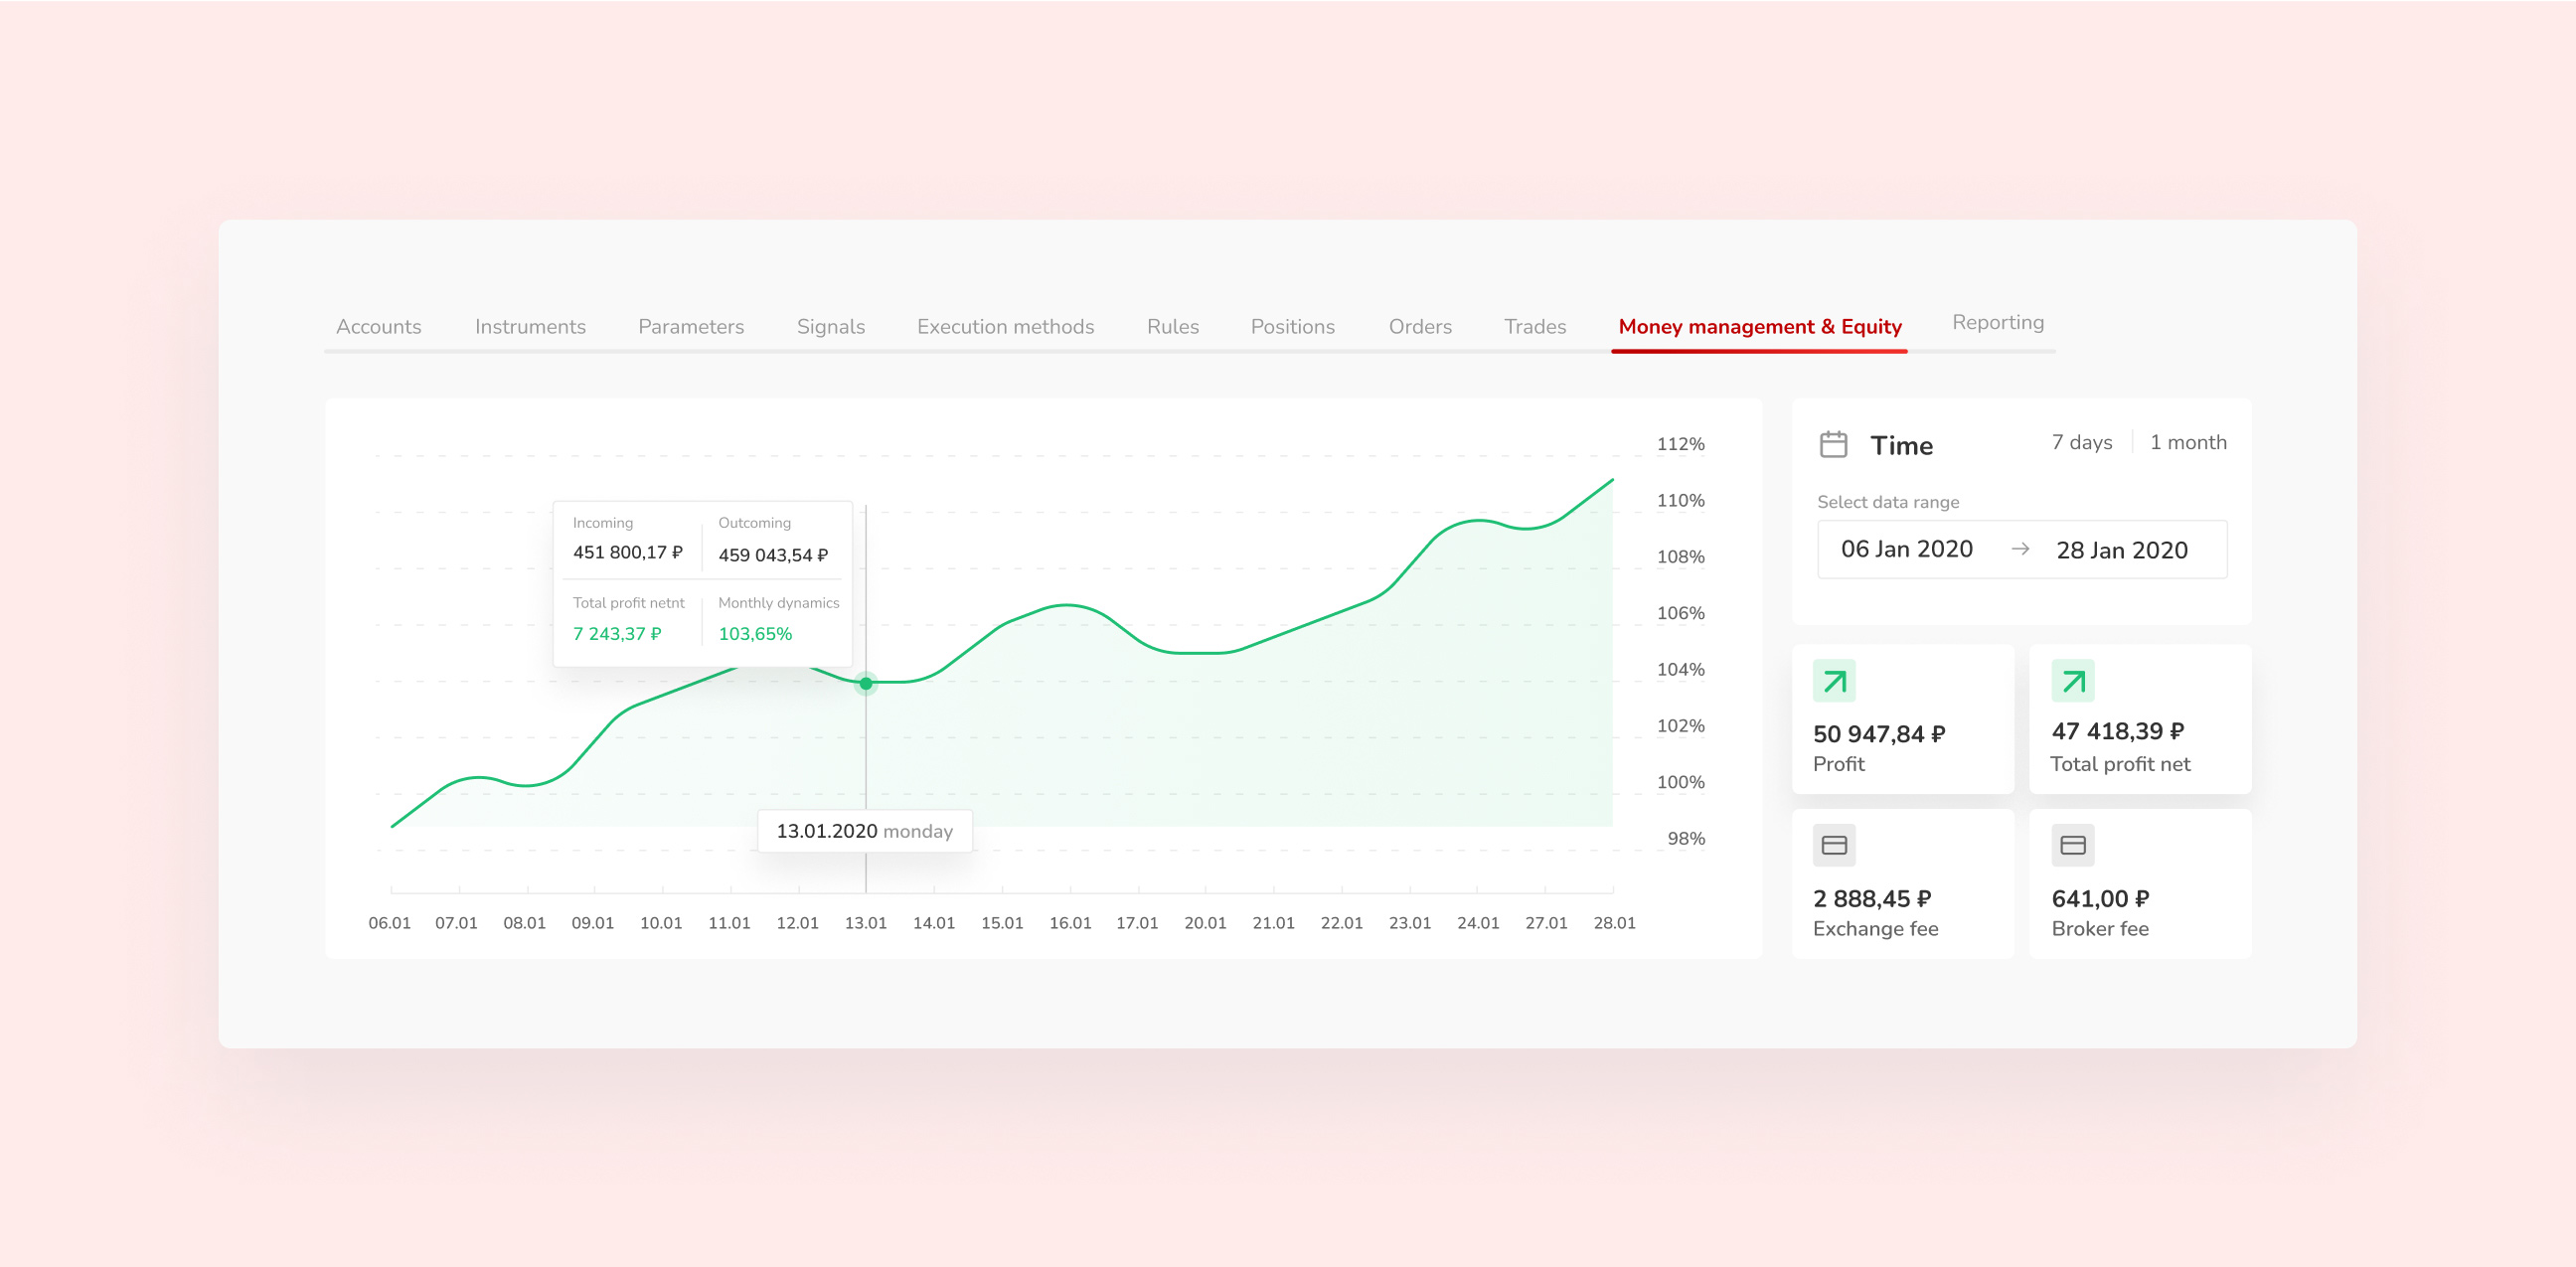 Accounts Instruments Parameters Signals Execution methods Rules Positions Orders Trades Money management & Equity Reporting
112%
110%
108%
106%
104%
102%
100%
98%
Incoming Outcoming
451 800,17 ₽ 459 043,54 ₽
Total profit netnt Monthly dynamics
7 243,37 ₽ 103,65%
13.01.2020 monday
06.01 07.01 08.01 09.01 10.01 11.01 12.01 13.01 14.01 15.01 16.01 17.01 20.01 21.01 22.01 23.01 24.01 27.01 28.01
Time 7 days 1 month
Select data range
06 Jan 2020 → 28 Jan 2020
50 947,84 ₽
Profit
47 418,39 ₽
Total profit net
2 888,45 ₽
Exchange fee
641,00 ₽
Broker fee